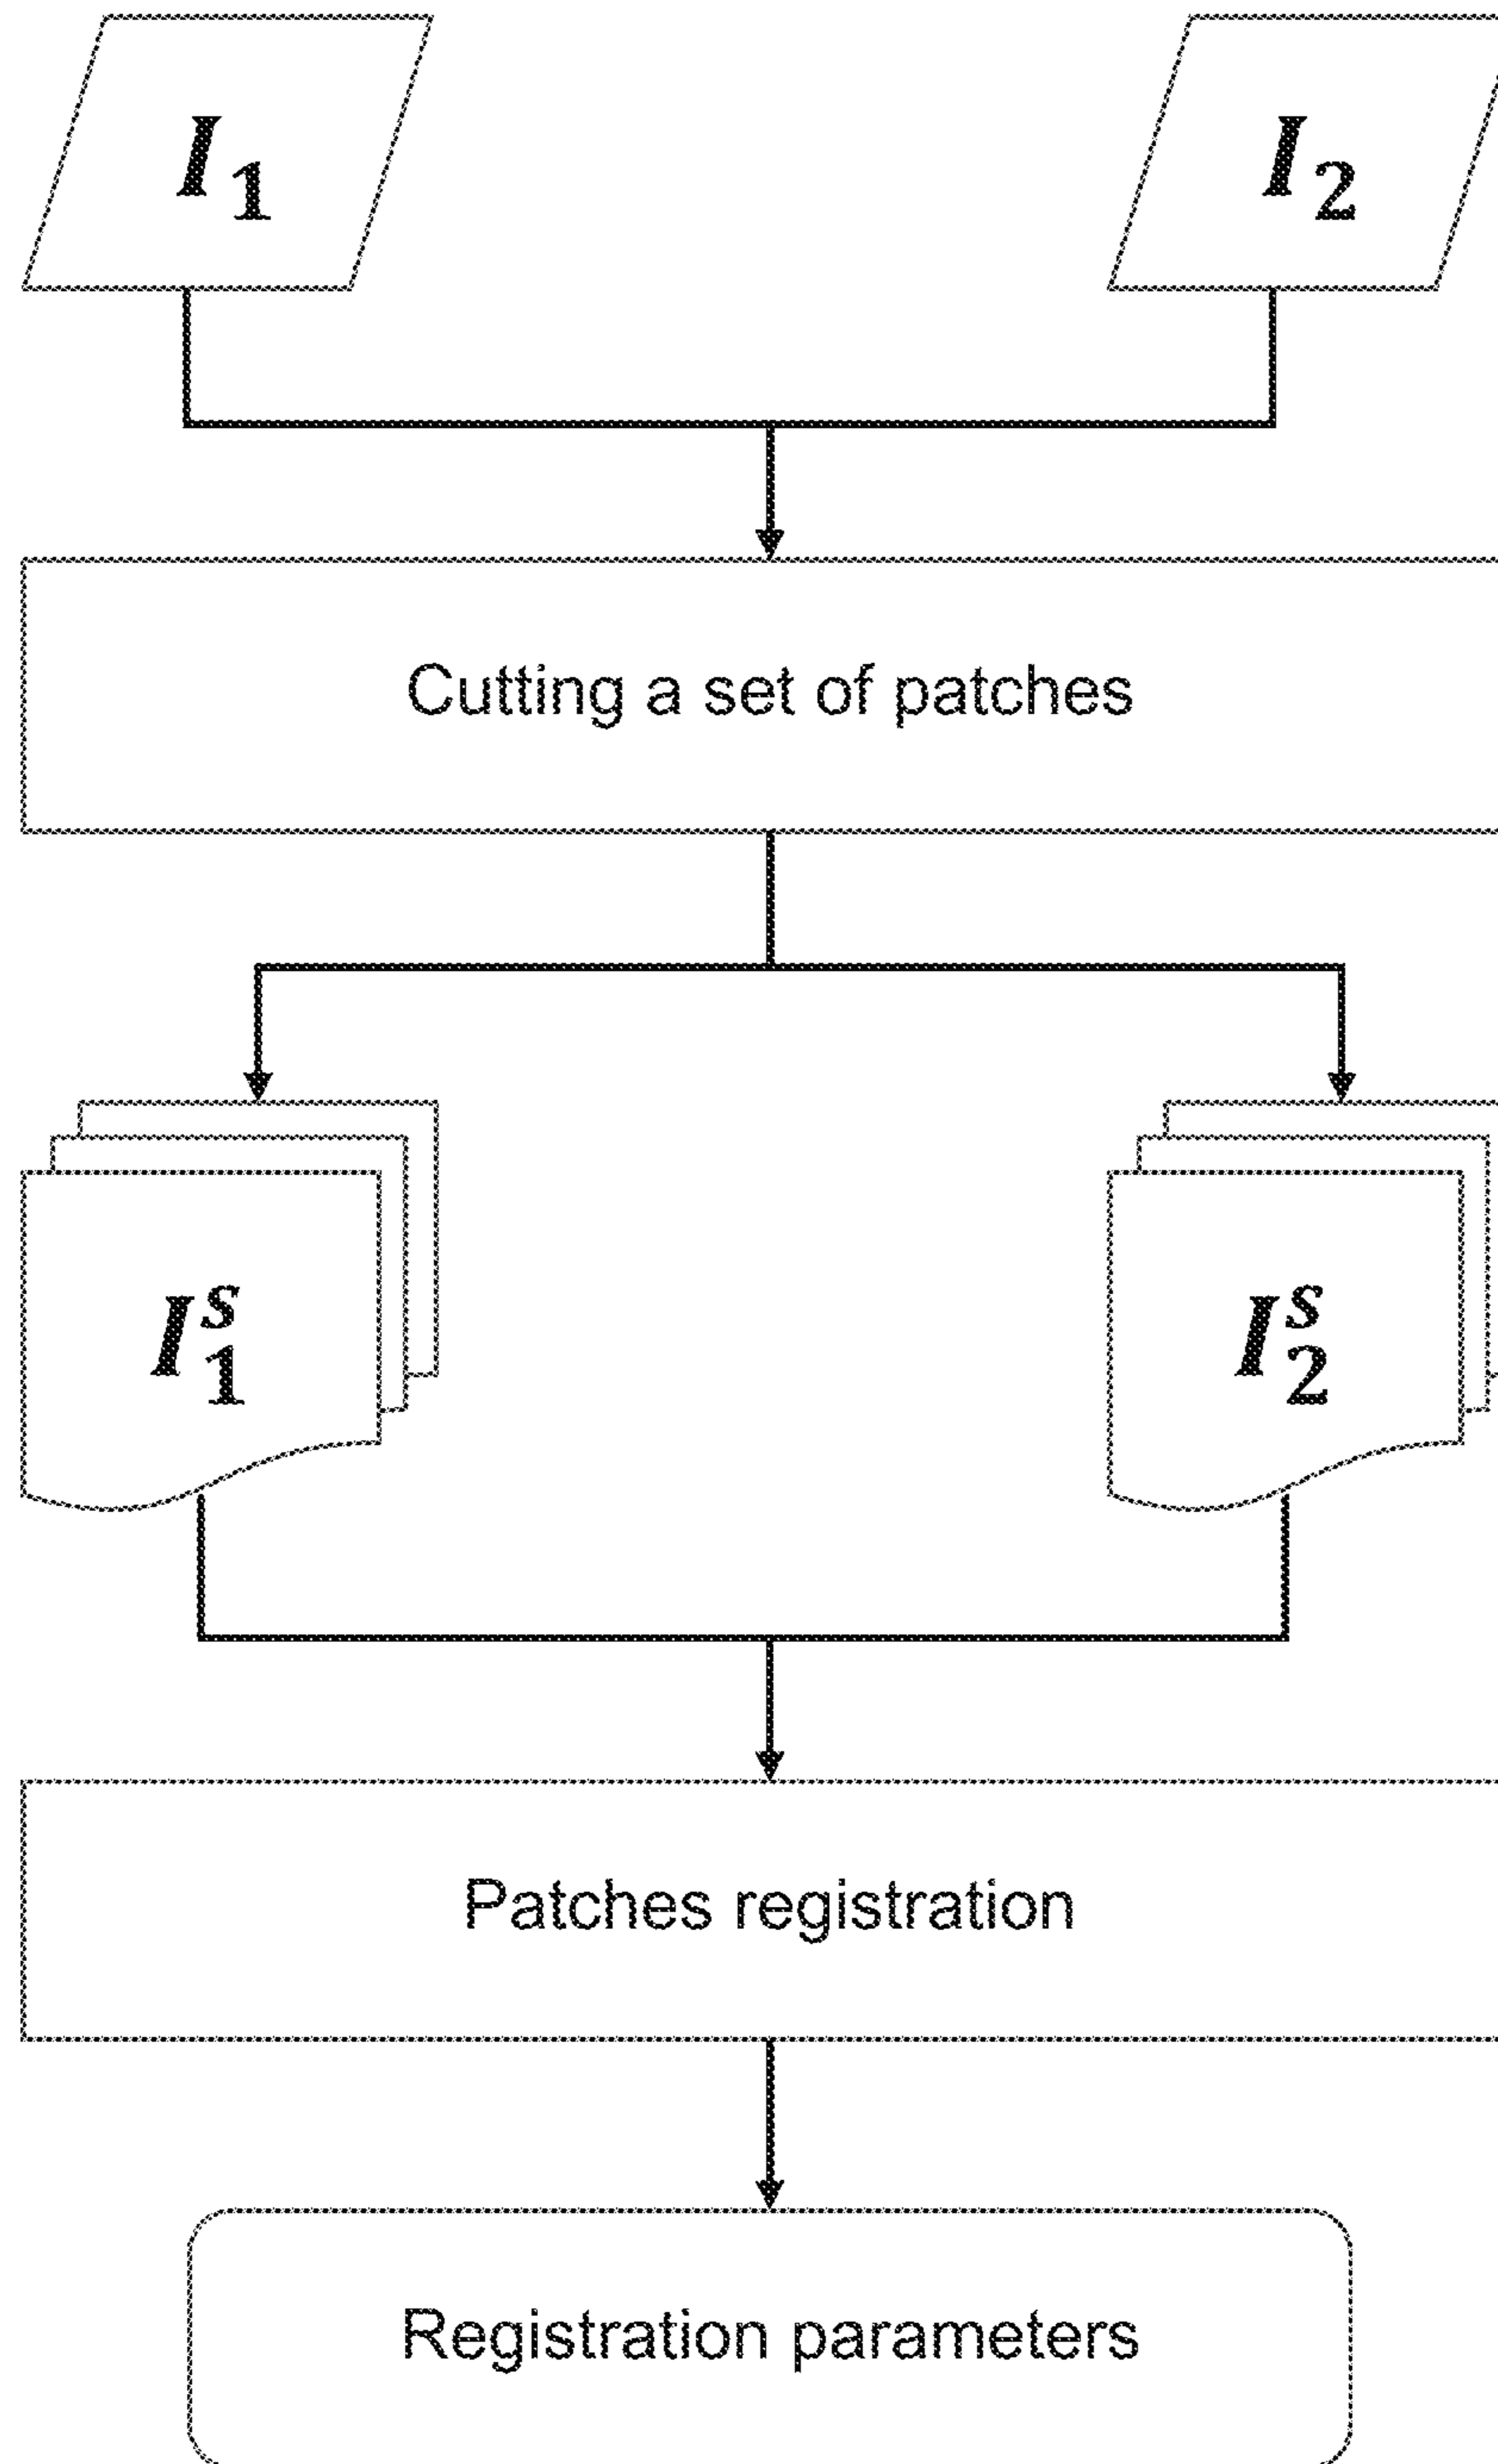 I₁
I₂
Cutting a set of patches
I₁ˢ
I₂ˢ
Patches registration
Registration parameters